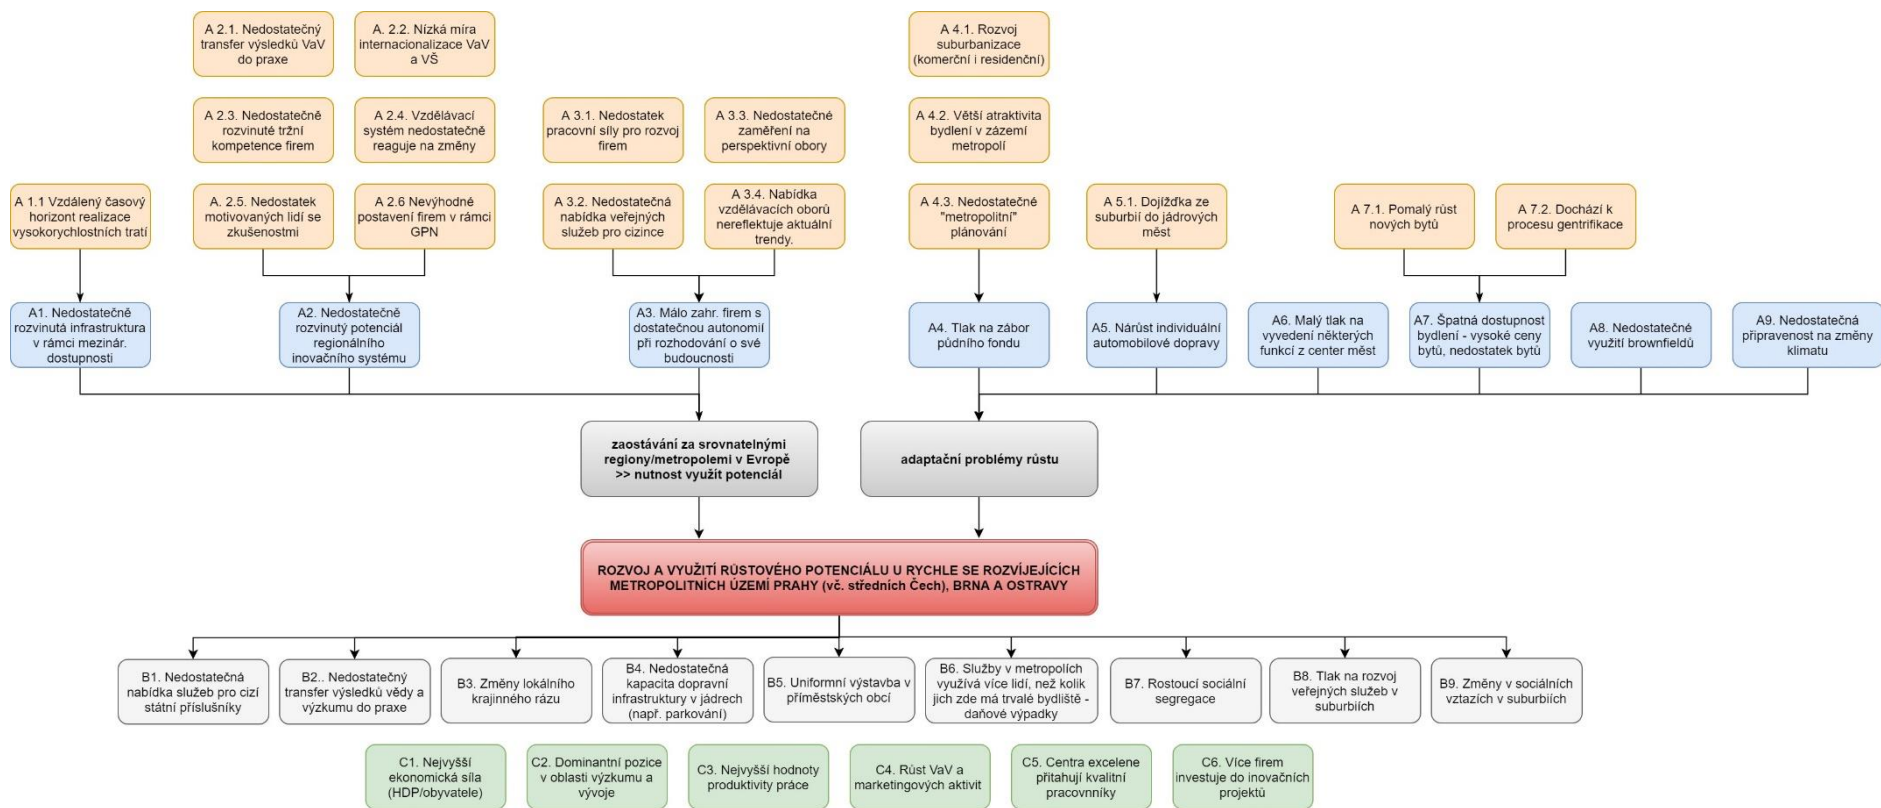 A 2.1. Nedostatečný
transfer výsledků VaV
do praxe
A. 2.2. Nízká míra
internacionalizace VaV
a VŠ
A 4.1. Rozvoj
suburbanizace
(komerční i residenční)
A 2.3. Nedostatečně
rozvinuté tržní
kompetence firem
A 2.4. Vzdělávací
systém nedostatečně
reaguje na změny
A 3.1. Nedostatek
pracovní síly pro rozvoj
firem
A 3.3. Nedostatečné
zaměření na
perspektivní obory
A 4.2. Větší atraktivita
bydlení v zázemí
metropolí
A 1.1 Vzdálený časový
horizont realizace
vysokorychlostních tratí
A. 2.5. Nedostatek
motivovaných lidí se
zkušenostmi
A 2.6 Nevýhodné
postavení firem v rámci
GPN
A 3.2. Nedostatečná
nabídka veřejných
služeb pro cizince
A 3.4. Nabídka
vzdělávacích oborů
nereflektuje aktuální
trendy.
A 4.3. Nedostatečné
"metropolitní"
plánování
A 5.1. Dojížďka ze
suburbií do jádrových
měst
A 7.1. Pomalý růst
nových bytů
A 7.2. Dochází k
procesu gentrifikace
A1. Nedostatečně
rozvinutá infrastruktura
v rámci mezinár.
dostupnosti
A2. Nedostatečně
rozvinutý potenciál
regionálního
inovačního systému
A3. Málo zahr. firem s
dostatečnou autonomií
při rozhodování o své
budoucnosti
A4. Tlak na zábor
půdního fondu
A5. Nárůst individuální
automobilové dopravy
A6. Malý tlak na
vyvedení některých
funkcí z center měst
A7. Špatná dostupnost
bydlení - vysoké ceny
bytů, nedostatek bytů
A8. Nedostatečné
využití brownfieldů
A9. Nedostatečná
připravenost na změny
klimatu
zaostávání za srovnatelnými
regiony/metropolemi v Evropě
>> nutnost využít potenciál
adaptační problémy růstu
ROZVOJ A VYUŽITÍ RŮSTOVÉHO POTENCIÁLU U RYCHLE SE ROZVÍJEJÍCÍCH
METROPOLITNÍCH ÚZEMÍ PRAHY (vč. středních Čech), BRNA A OSTRAVY
B1. Nedostatečná
nabídka služeb pro cizí
státní příslušníky
B2.. Nedostatečný
transfer výsledků vědy a
výzkumu do praxe
B3. Změny lokálního
krajinného rázu
B4. Nedostatečná
kapacita dopravní
infrastruktury v jádrech
(např. parkování)
B5. Uniformní výstavba v
příměstských obcí
B6. Služby v metropolích
využívá více lidí, než kolik
jich zde má trvalé bydliště -
daňové výpadky
B7. Rostoucí sociální
segregace
B8. Tlak na rozvoj
veřejných služeb v
suburbiích
B9. Změny v sociálních
vztazích v suburbiích
C1. Nejvyšší
ekonomická síla
(HDP/obyvatele)
C2. Dominantní pozice
v oblasti výzkumu a
vývoje
C3. Nejvyšší hodnoty
produktivity práce
C4. Růst VaV a
marketingových aktivit
C5. Centra excelene
přitahují kvalitní
pracovnníky
C6. Více firem
investuje do inovačních
projektů